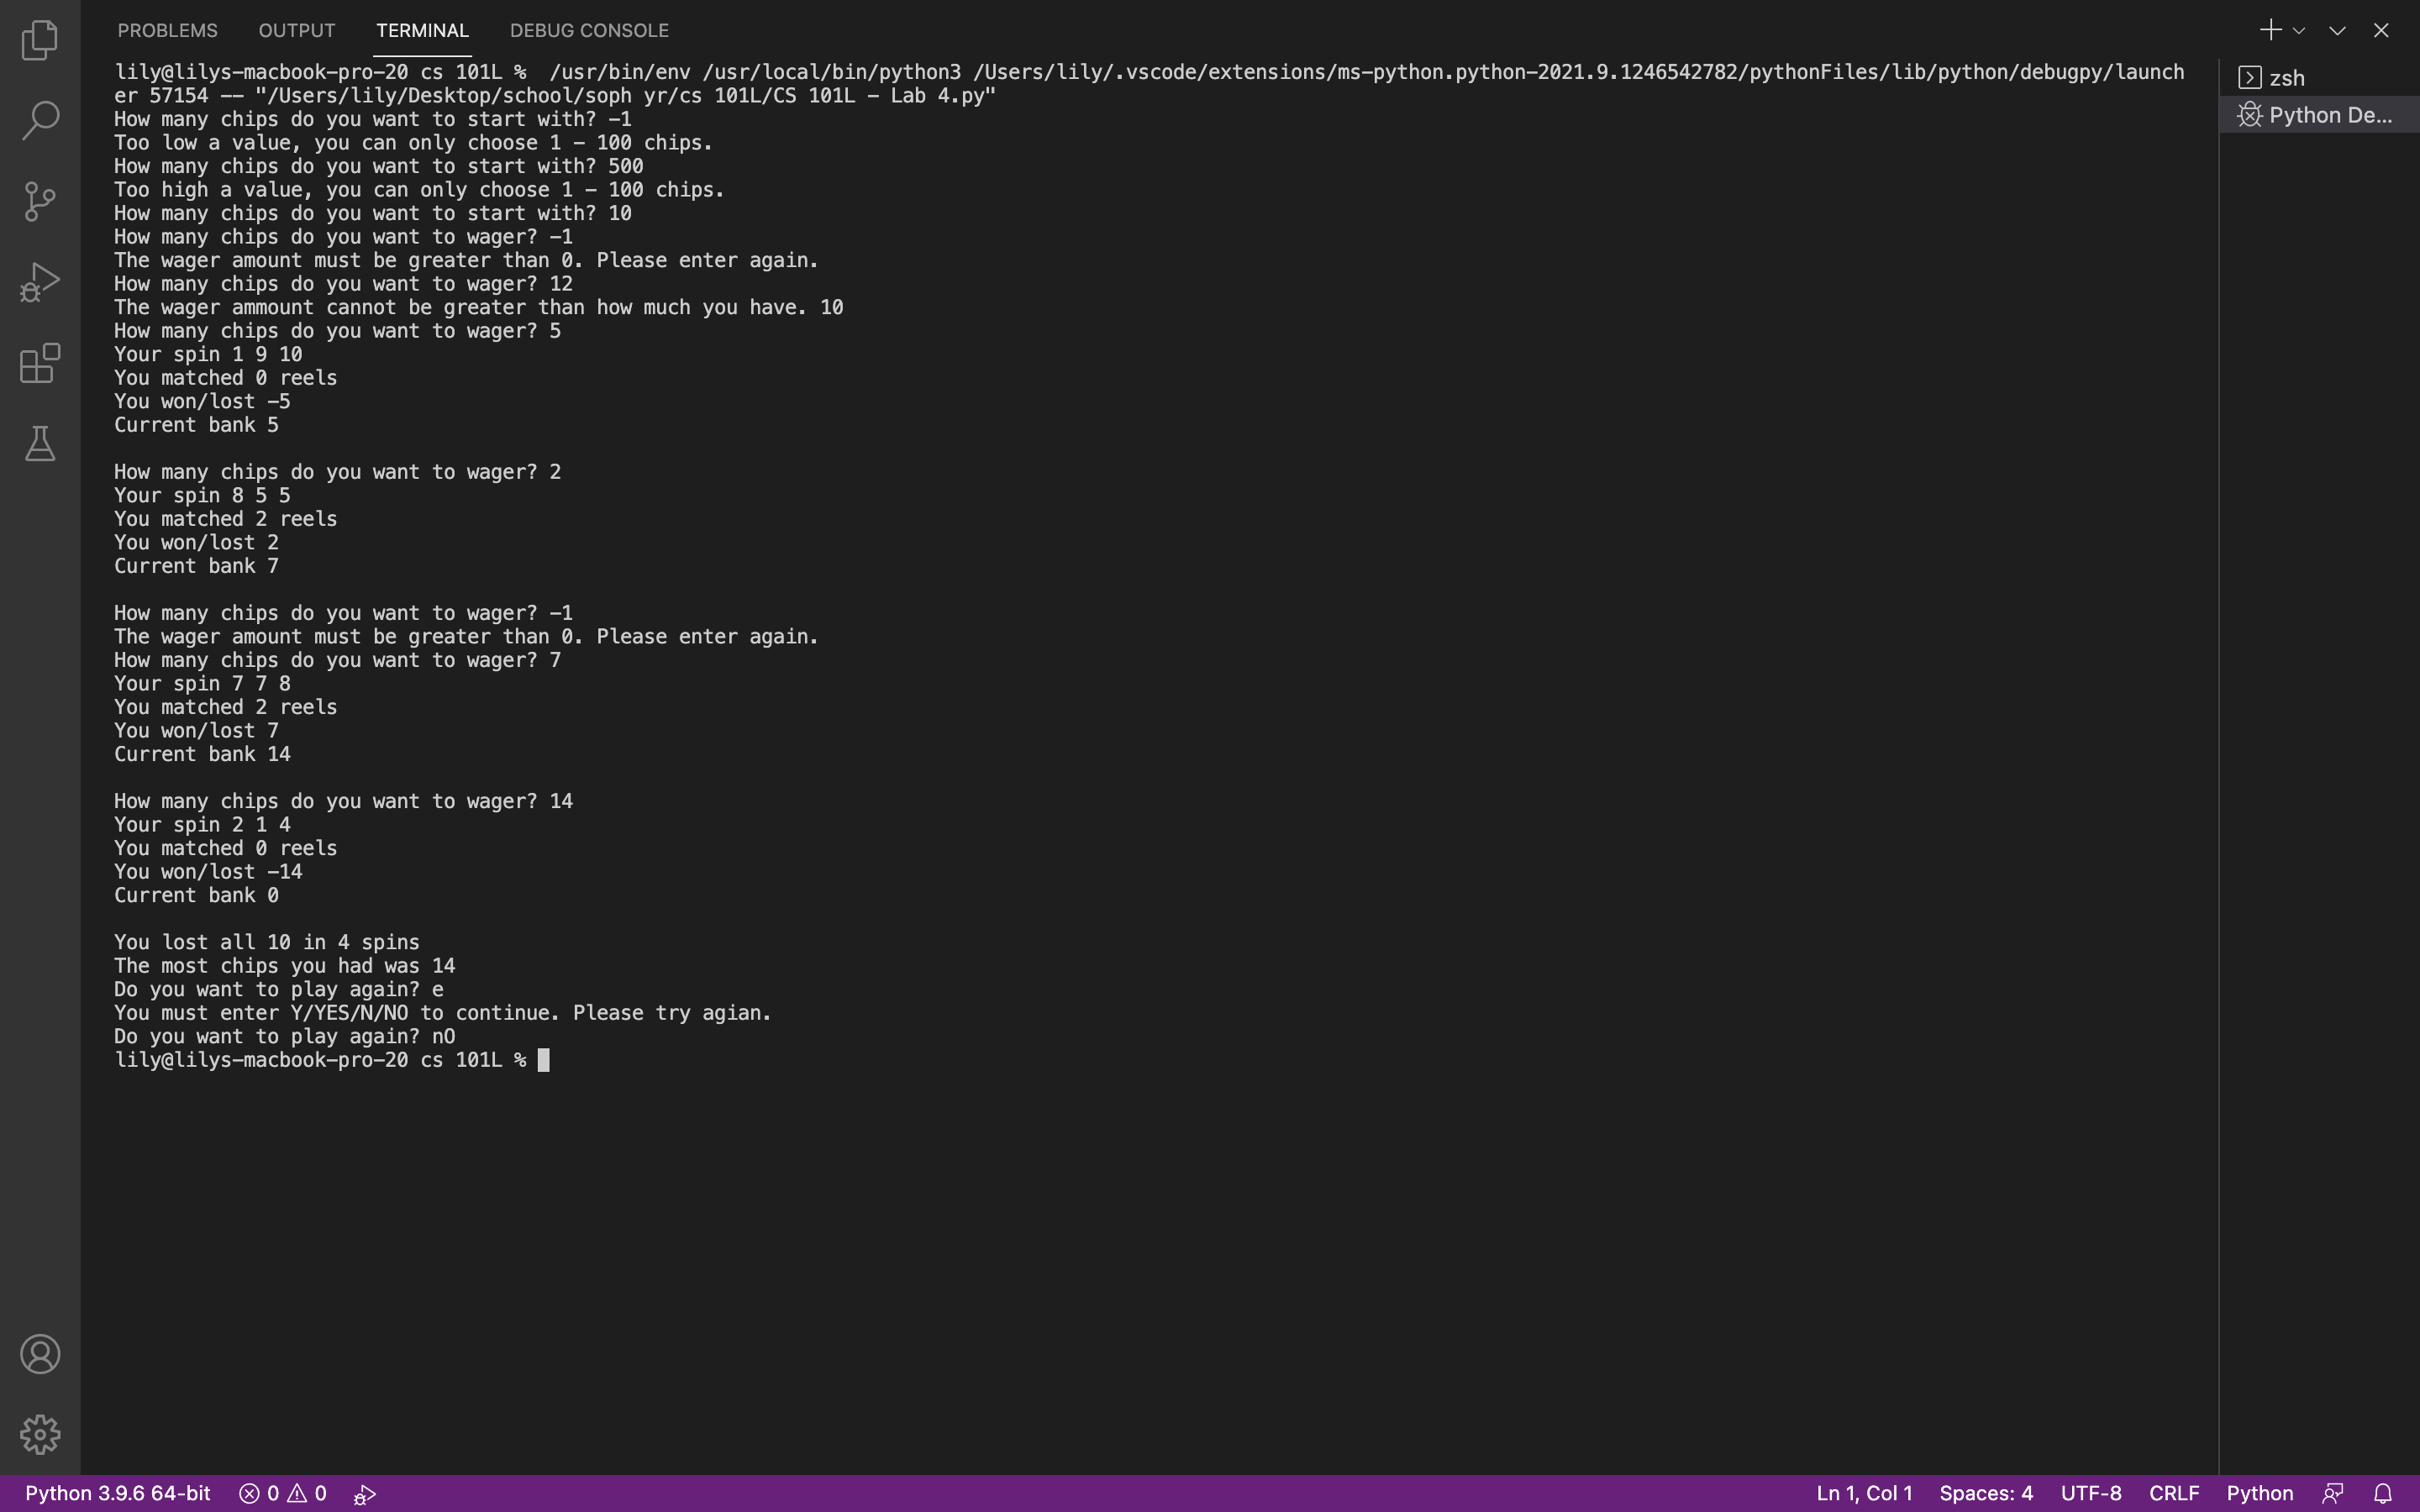 PROBLEMS OUTPUT TERMINAL DEBUG CONSOLE
lily@lilys-macbook-pro-20 cs 101L %  /usr/bin/env /usr/local/bin/python3 /Users/lily/.vscode/extensions/ms-python.python-2021.9.1246542782/pythonFiles/lib/python/debugpy/launch
er 57154 -- "/Users/lily/Desktop/school/soph yr/cs 101L/CS 101L - Lab 4.py"
How many chips do you want to start with? -1
Too low a value, you can only choose 1 - 100 chips.
How many chips do you want to start with? 500
Too high a value, you can only choose 1 - 100 chips.
How many chips do you want to start with? 10
How many chips do you want to wager? -1
The wager amount must be greater than 0. Please enter again.
How many chips do you want to wager? 12
The wager ammount cannot be greater than how much you have. 10
How many chips do you want to wager? 5
Your spin 1 9 10
You matched 0 reels
You won/lost -5
Current bank 5
How many chips do you want to wager? 2
Your spin 8 5 5
You matched 2 reels
You won/lost 2
Current bank 7
How many chips do you want to wager? -1
The wager amount must be greater than 0. Please enter again.
How many chips do you want to wager? 7
Your spin 7 7 8
You matched 2 reels
You won/lost 7
Current bank 14
How many chips do you want to wager? 14
Your spin 2 1 4
You matched 0 reels
You won/lost -14
Current bank 0
You lost all 10 in 4 spins
The most chips you had was 14
Do you want to play again? e
You must enter Y/YES/N/NO to continue. Please try agian.
Do you want to play again? nO
lily@lilys-macbook-pro-20 cs 101L %
zsh
Python De...
Python 3.9.6 64-bit 0 0 Ln 1, Col 1 Spaces: 4 UTF-8 CRLF Python